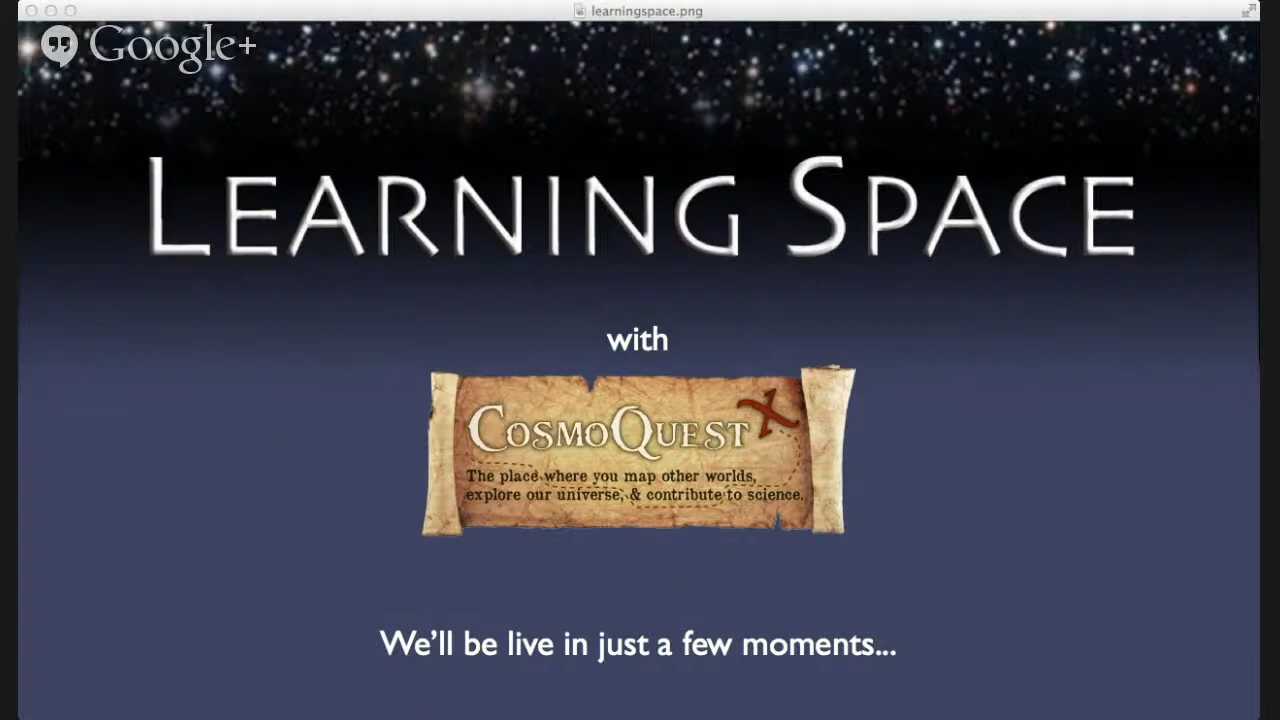 learningspace.png
Google+
LEARNING SPACE
with
COSMOQUEST X
The place where you map other worlds,
explore our universe, & contribute to science.
We'll be live in just a few moments...